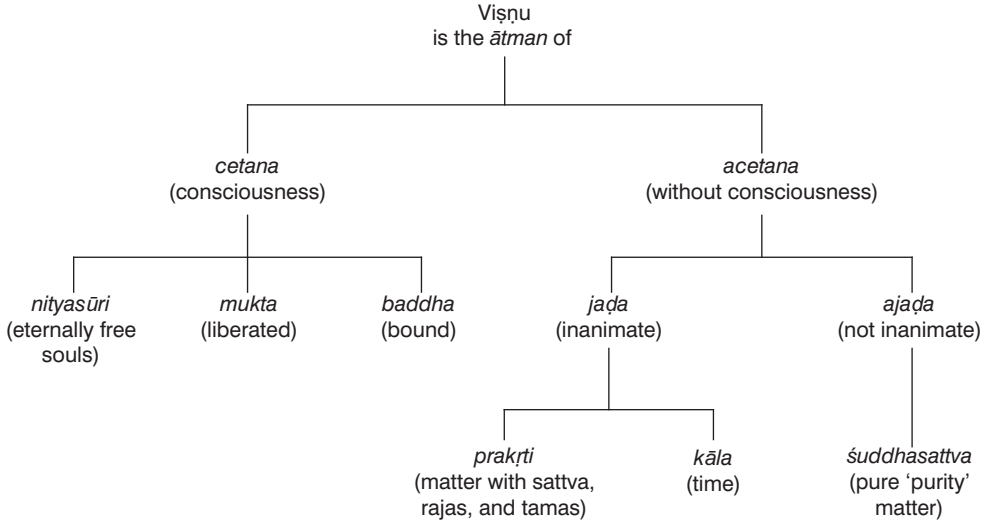 Viṣṇu
is the ātman of
cetana
(consciousness)
acetana
(without consciousness)
nityasūri
(eternally free
souls)
mukta
(liberated)
baddha
(bound)
jaḍa
(inanimate)
ajaḍa
(not inanimate)
prakṛti
(matter with sattva,
rajas, and tamas)
kāla
(time)
śuddhasattva
(pure ‘purity’
matter)